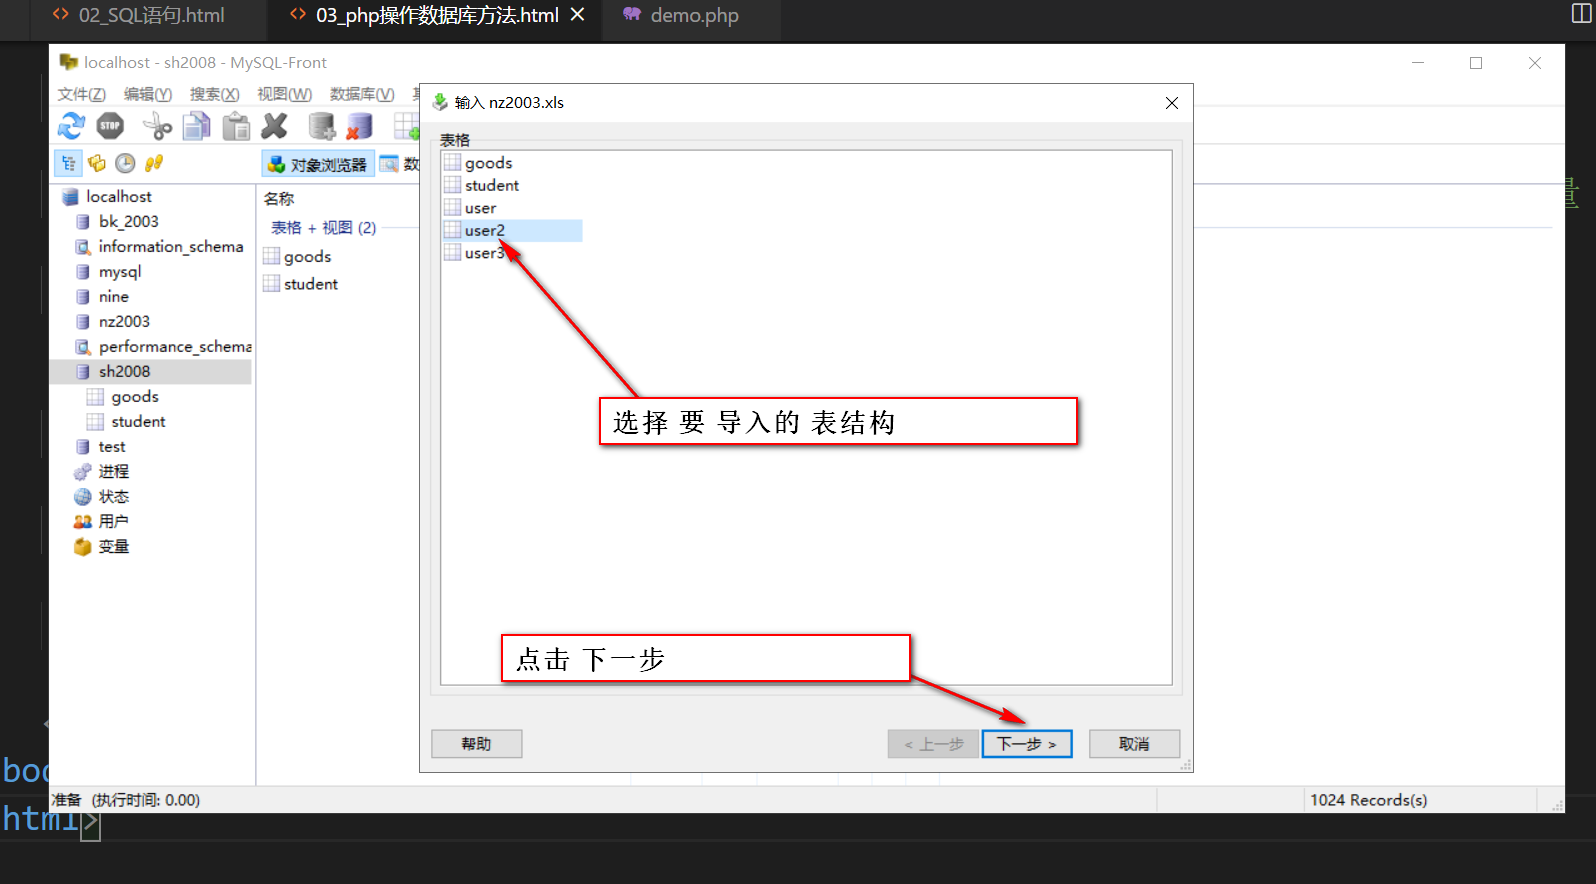 02_SQL语句.html
03_php操作数据库方法.html
demo.php
localhost - sh2008 - MySQL-Front
文件(Z) 编辑(Y) 搜索(X) 视图(W) 数据库(V)
输入 nz2003.xls
STOP
表格
对象浏览器 数
goods
student
user
user2
user3
localhost
bk_2003
information_schema
mysql
nine
nz2003
performance_schema
sh2008
goods
student
test
进程
状态
用户
变量
名称
表格 + 视图 (2)
goods
student
量
选择 要 导入的 表结构
点击 下一步
帮助
< 上一步
下一步 >
取消
准备 (执行时间: 0.00)
1024 Records(s)
html>